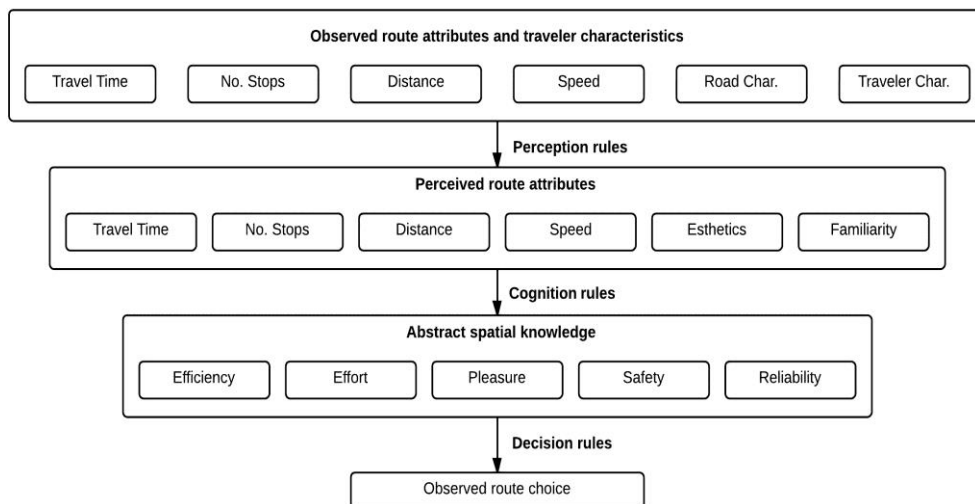 Observed route attributes and traveler characteristics
Travel Time No. Stops Distance Speed Road Char. Traveler Char.
Perception rules
Perceived route attributes
Travel Time No. Stops Distance Speed Esthetics Familiarity
Cognition rules
Abstract spatial knowledge
Efficiency Effort Pleasure Safety Reliability
Decision rules
Observed route choice